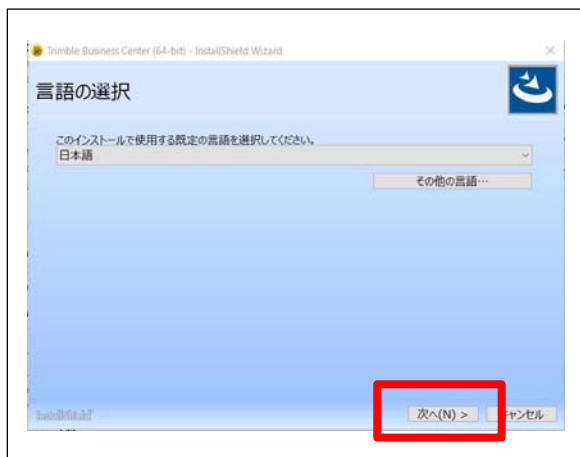 Trimble Business Center (64-bit) - InstallShield Wizard
言語の選択
このインストールで使用する既定の言語を選択してください。
日本語
その他の言語…
InstallShield
次へ(N) >
キャンセル